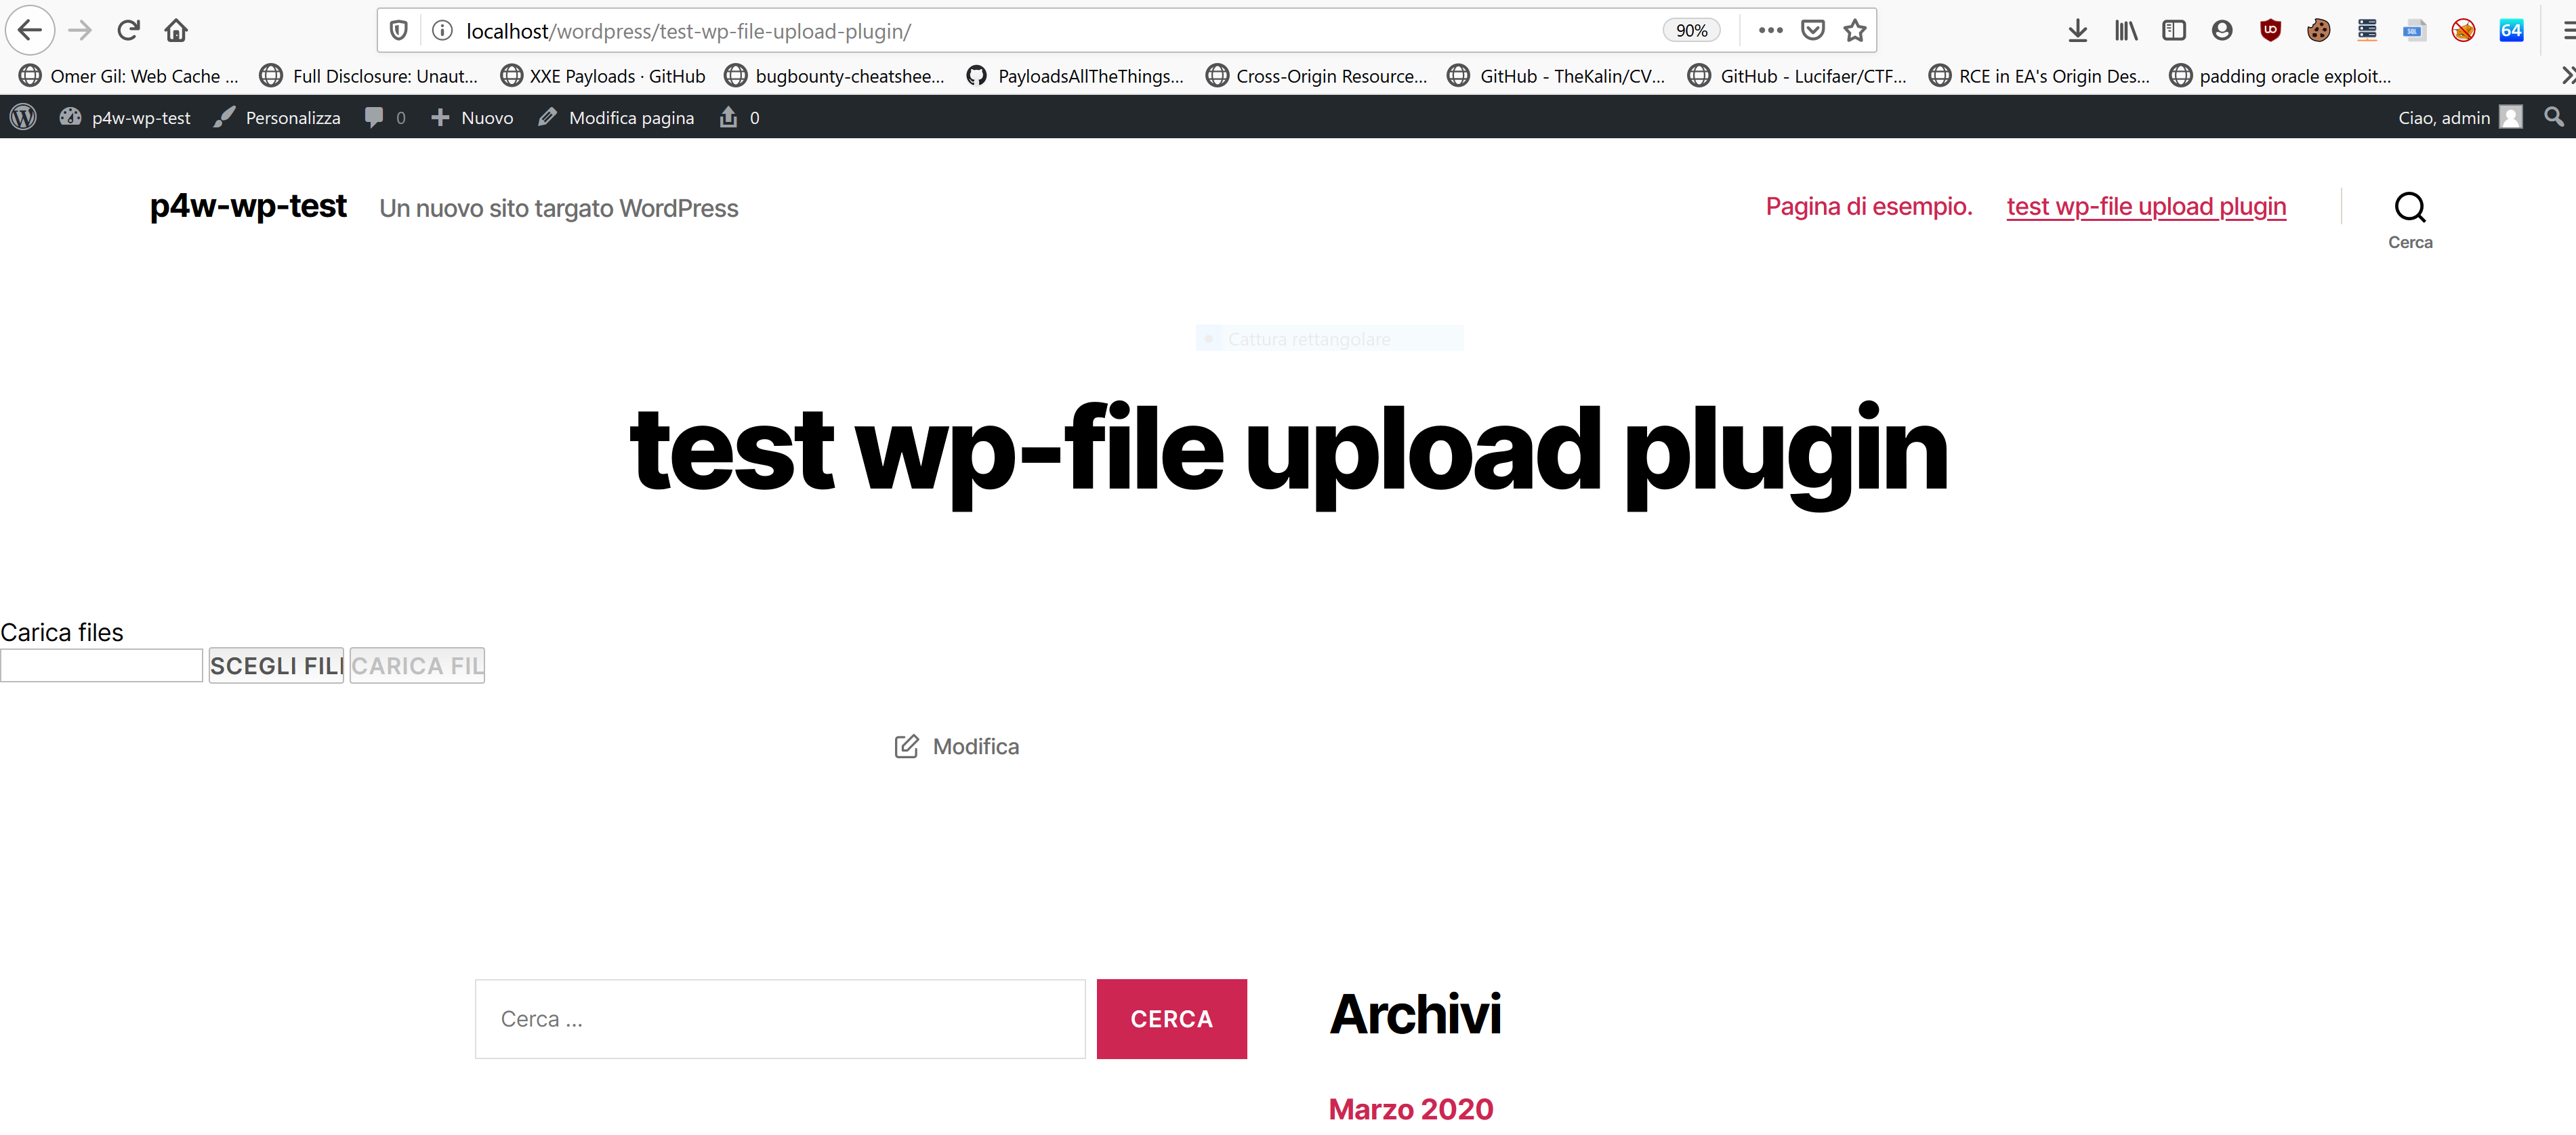 localhost/wordpress/test-wp-file-upload-plugin/ 90%
64
Omer Gil: Web Cache ... Full Disclosure: Unaut... XXE Payloads · GitHub bugbounty-cheatshee... PayloadsAllTheThings... Cross-Origin Resource... GitHub - TheKalin/CV... GitHub - Lucifaer/CTF... RCE in EA's Origin Des... padding oracle exploit...
p4w-wp-test Personalizza 0 Nuovo Modifica pagina 0 Ciao, admin
p4w-wp-test Un nuovo sito targato WordPress Pagina di esempio. test wp-file upload plugin
Cerca
Cattura rettangolare
test wp-file upload plugin
Carica files
SCEGLI FIL CARICA FIL
Modifica
Cerca ... CERCA
Archivi
Marzo 2020